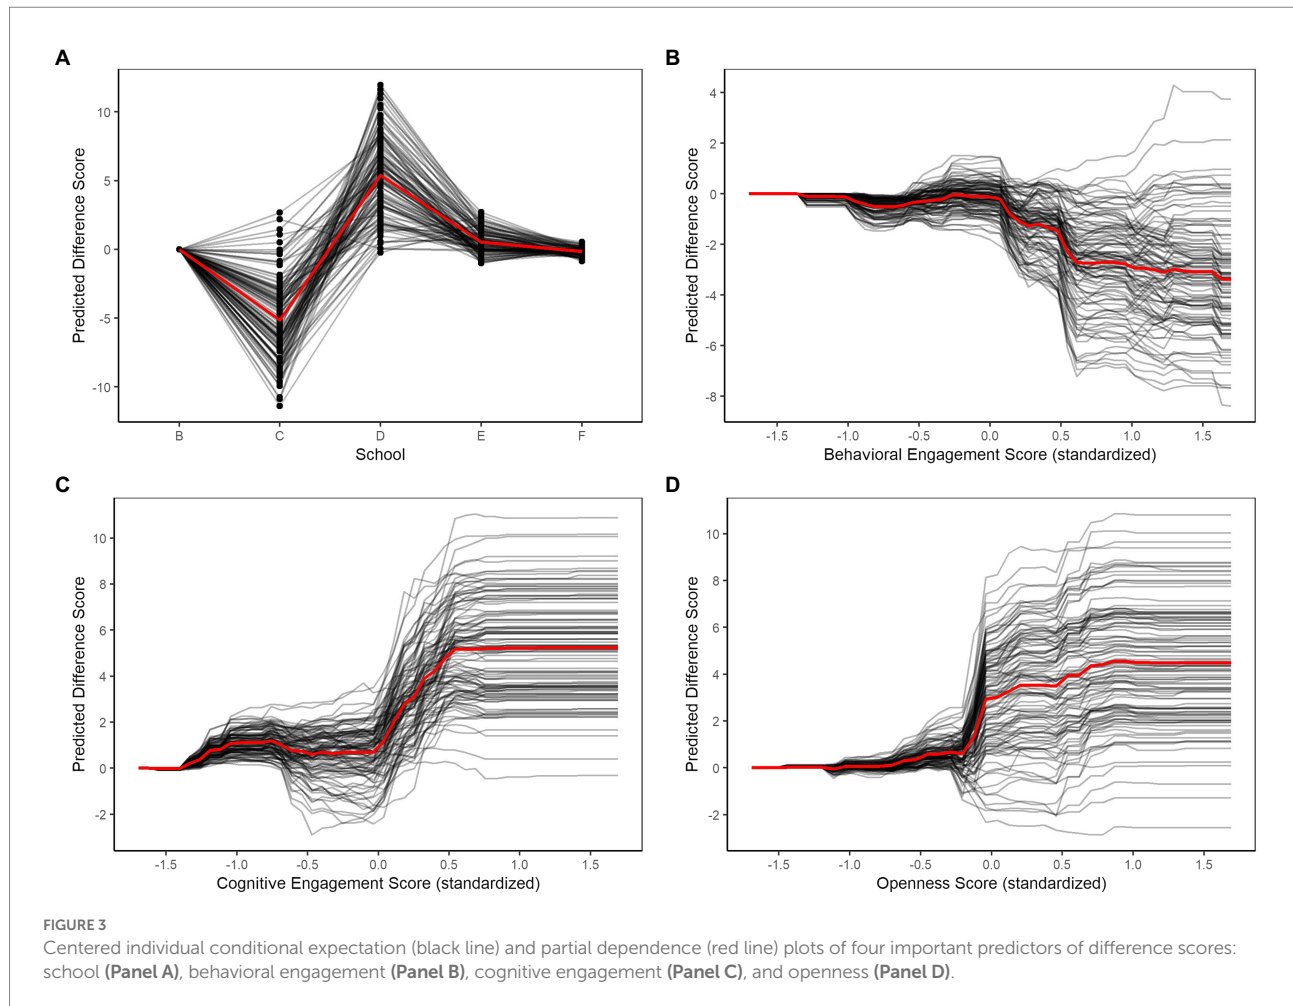 A
Predicted Difference Score
10
5
0
-5
-10
B
C
D
E
F
School
B
Predicted Difference Score
4
2
0
-2
-4
-6
-8
-1.5
-1.0
-0.5
0.0
0.5
1.0
1.5
Behavioral Engagement Score (standardized)
C
Predicted Difference Score
10
8
6
4
2
0
-2
-1.5
-1.0
-0.5
0.0
0.5
1.0
1.5
Cognitive Engagement Score (standardized)
D
Predicted Difference Score
10
8
6
4
2
0
-2
-1.5
-1.0
-0.5
0.0
0.5
1.0
1.5
Openness Score (standardized)
FIGURE 3
Centered individual conditional expectation (black line) and partial dependence (red line) plots of four important predictors of difference scores:
school (Panel A), behavioral engagement (Panel B), cognitive engagement (Panel C), and openness (Panel D).